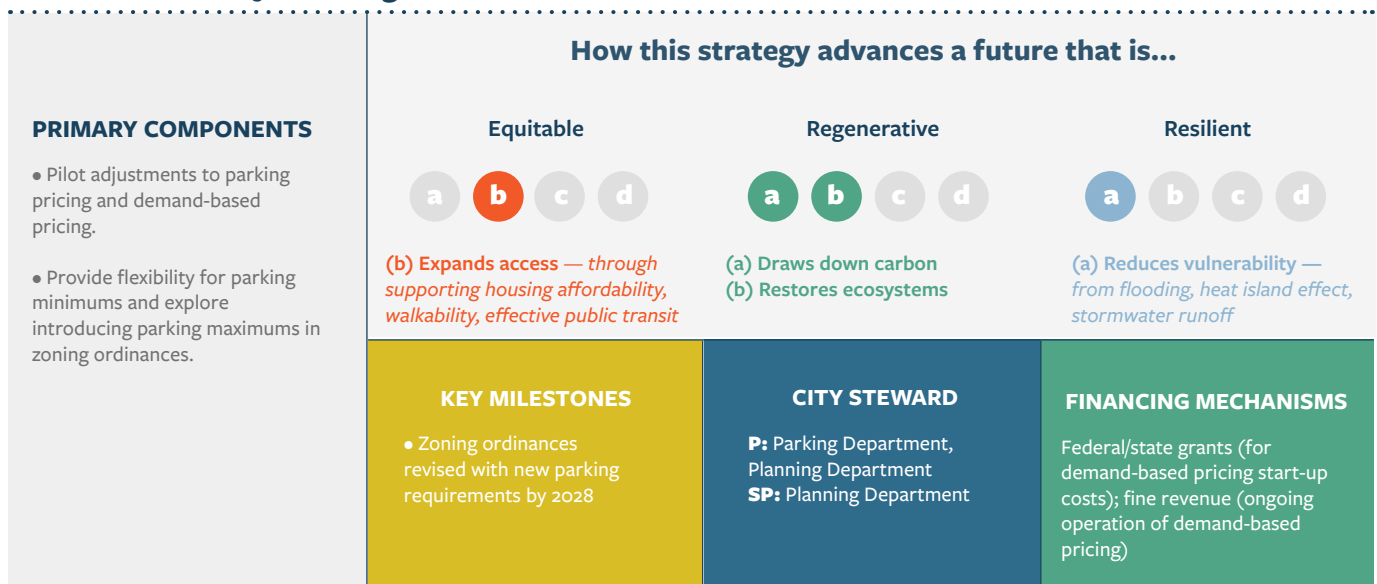 How this strategy advances a future that is...
PRIMARY COMPONENTS
• Pilot adjustments to parking
pricing and demand-based
pricing.
• Provide flexibility for parking
minimums and explore
introducing parking maximums in
zoning ordinances.
Equitable
a b c d
(b) Expands access — through
supporting housing affordability,
walkability, effective public transit
Regenerative
a b c d
(a) Draws down carbon
(b) Restores ecosystems
Resilient
a b c d
(a) Reduces vulnerability —
from flooding, heat island effect,
stormwater runoff
KEY MILESTONES
• Zoning ordinances
revised with new parking
requirements by 2028
CITY STEWARD
P: Parking Department,
Planning Department
SP: Planning Department
FINANCING MECHANISMS
Federal/state grants (for
demand-based pricing start-up
costs); fine revenue (ongoing
operation of demand-based
pricing)